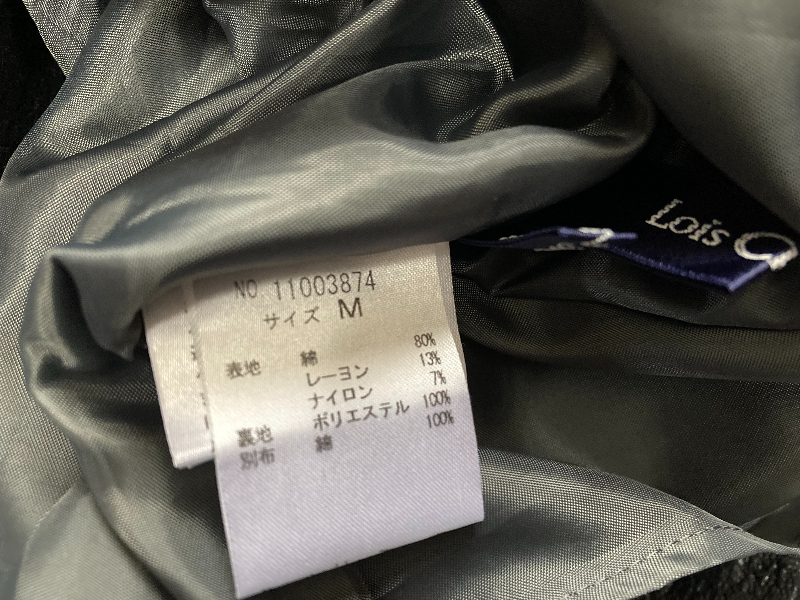 NO 11003874
サイズ M
表地 綿 80%
レーヨン 13%
ナイロン 7%
裏地 ポリエステル 100%
別布 綿 100%
Lois